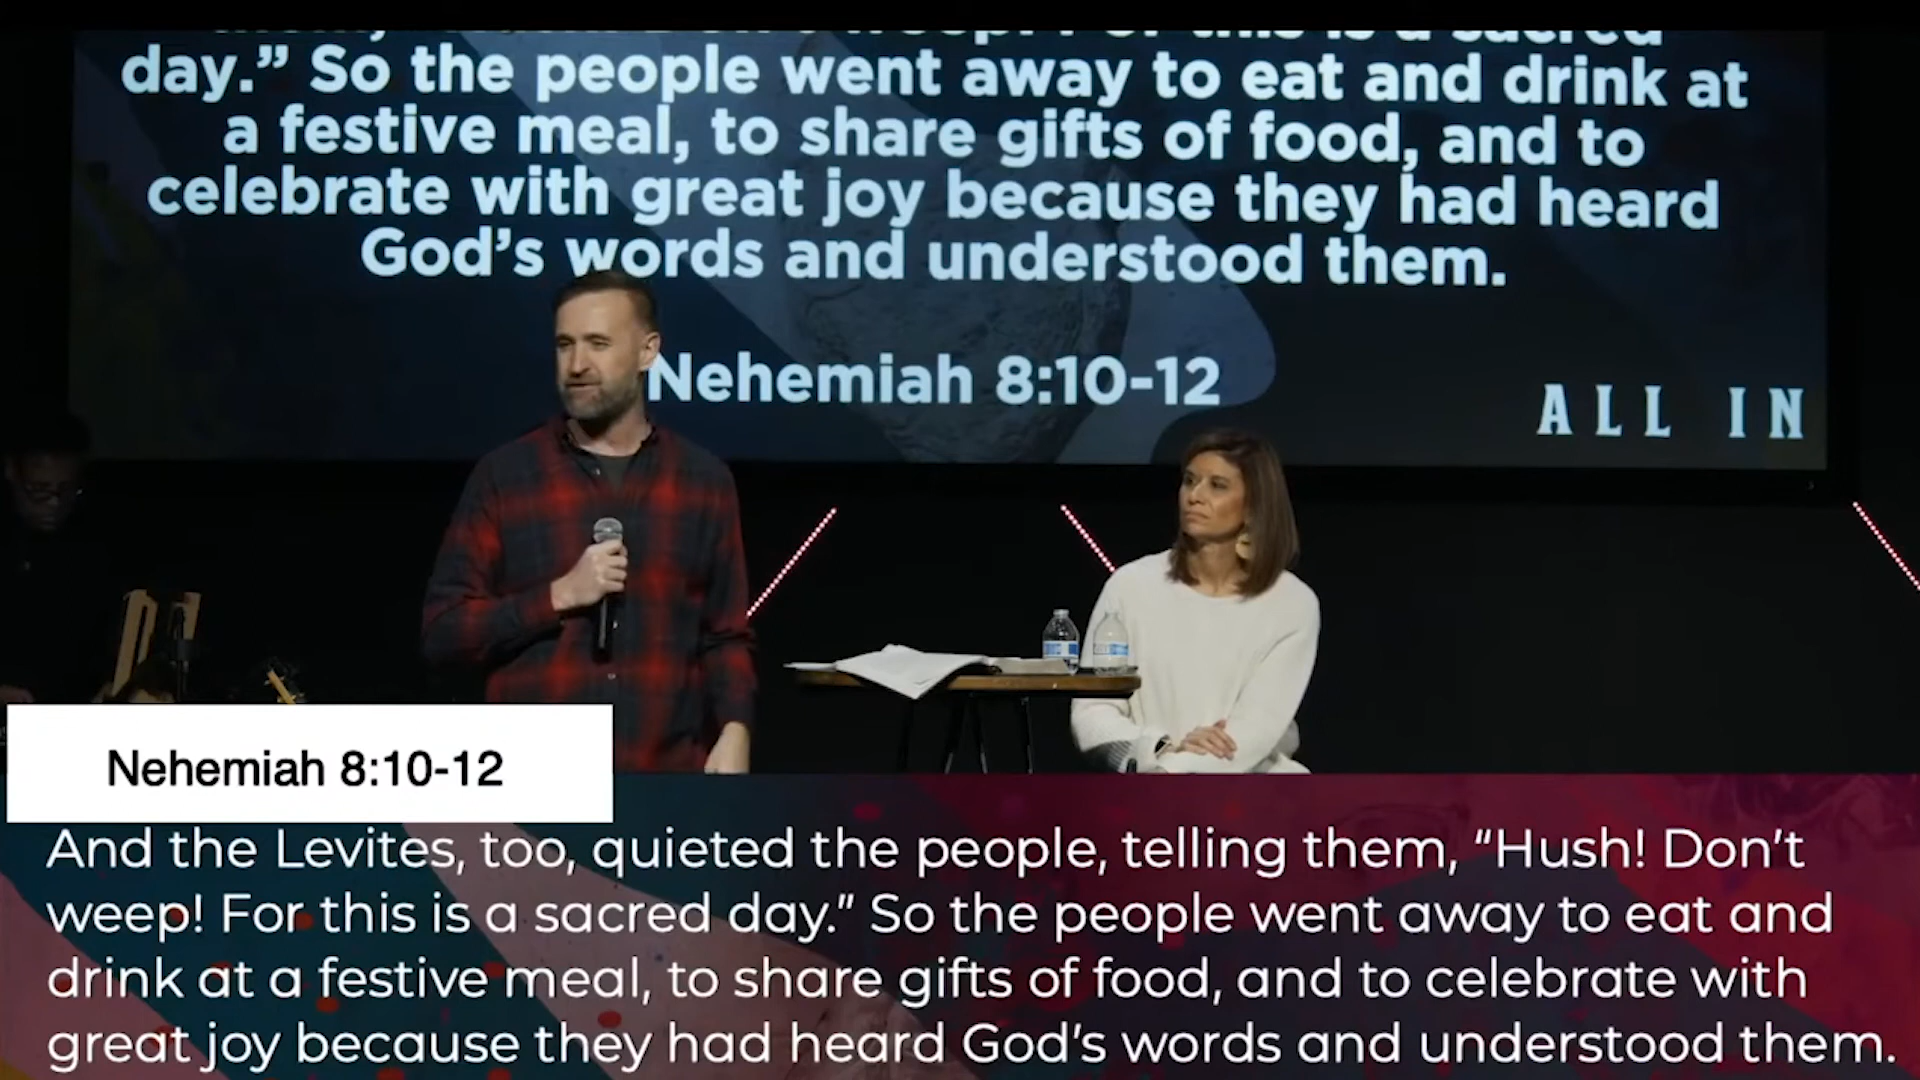 day.” So the people went away to eat and drink at
a festive meal, to share gifts of food, and to
celebrate with great joy because they had heard
God’s words and understood them.
Nehemiah 8:10-12
ALL IN
Nehemiah 8:10-12
And the Levites, too, quieted the people, telling them, “Hush! Don’t
weep! For this is a sacred day.” So the people went away to eat and
drink at a festive meal, to share gifts of food, and to celebrate with
great joy because they had heard God’s words and understood them.